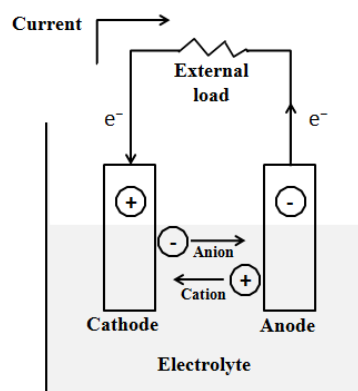 Current
External
load
e⁻
e⁻
+
-
-
Anion
+
Cation
Cathode
Anode
Electrolyte